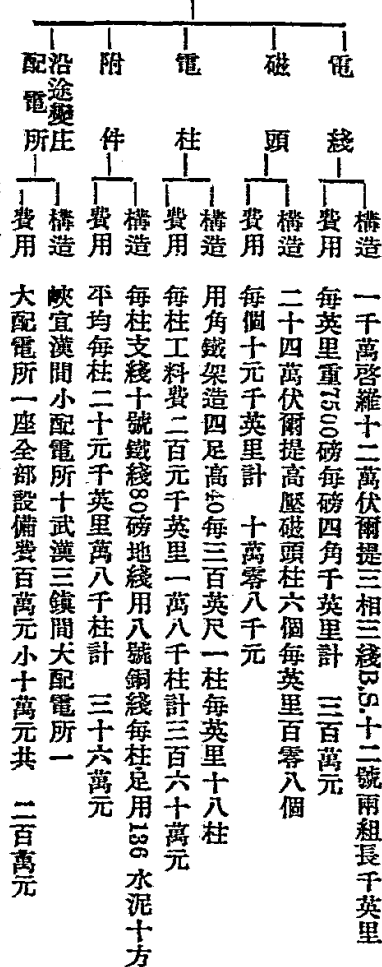 電綫
構造 一千萬啓羅十二萬伏爾提三相三綫B.S十二號兩組長千英里
費用 每英里重7500磅每磅四角千英里計 三百萬元
磁頭
構造 二十四萬伏爾提高壓磁頭柱六個每英里百零八個
費用 每個十元千英里計 十萬零八千元
電柱
構造 用角鐵架造四足高40每三百英尺一柱每英里十八柱
費用 每柱工料費二百元千英里一萬八千柱計三百六十萬元
附件
構造 每柱支綫十號鐵綫80磅地綫用八號銅綫每柱足用136水泥十方
費用 平均每柱二十元千英里萬八千柱計 三十六萬元
沿途變庄配電所
構造 峽宜漢間小配電所十武漢三鎮間大配電所一
費用 大配電所一座全部設備費百萬元小十萬元共 二百萬元